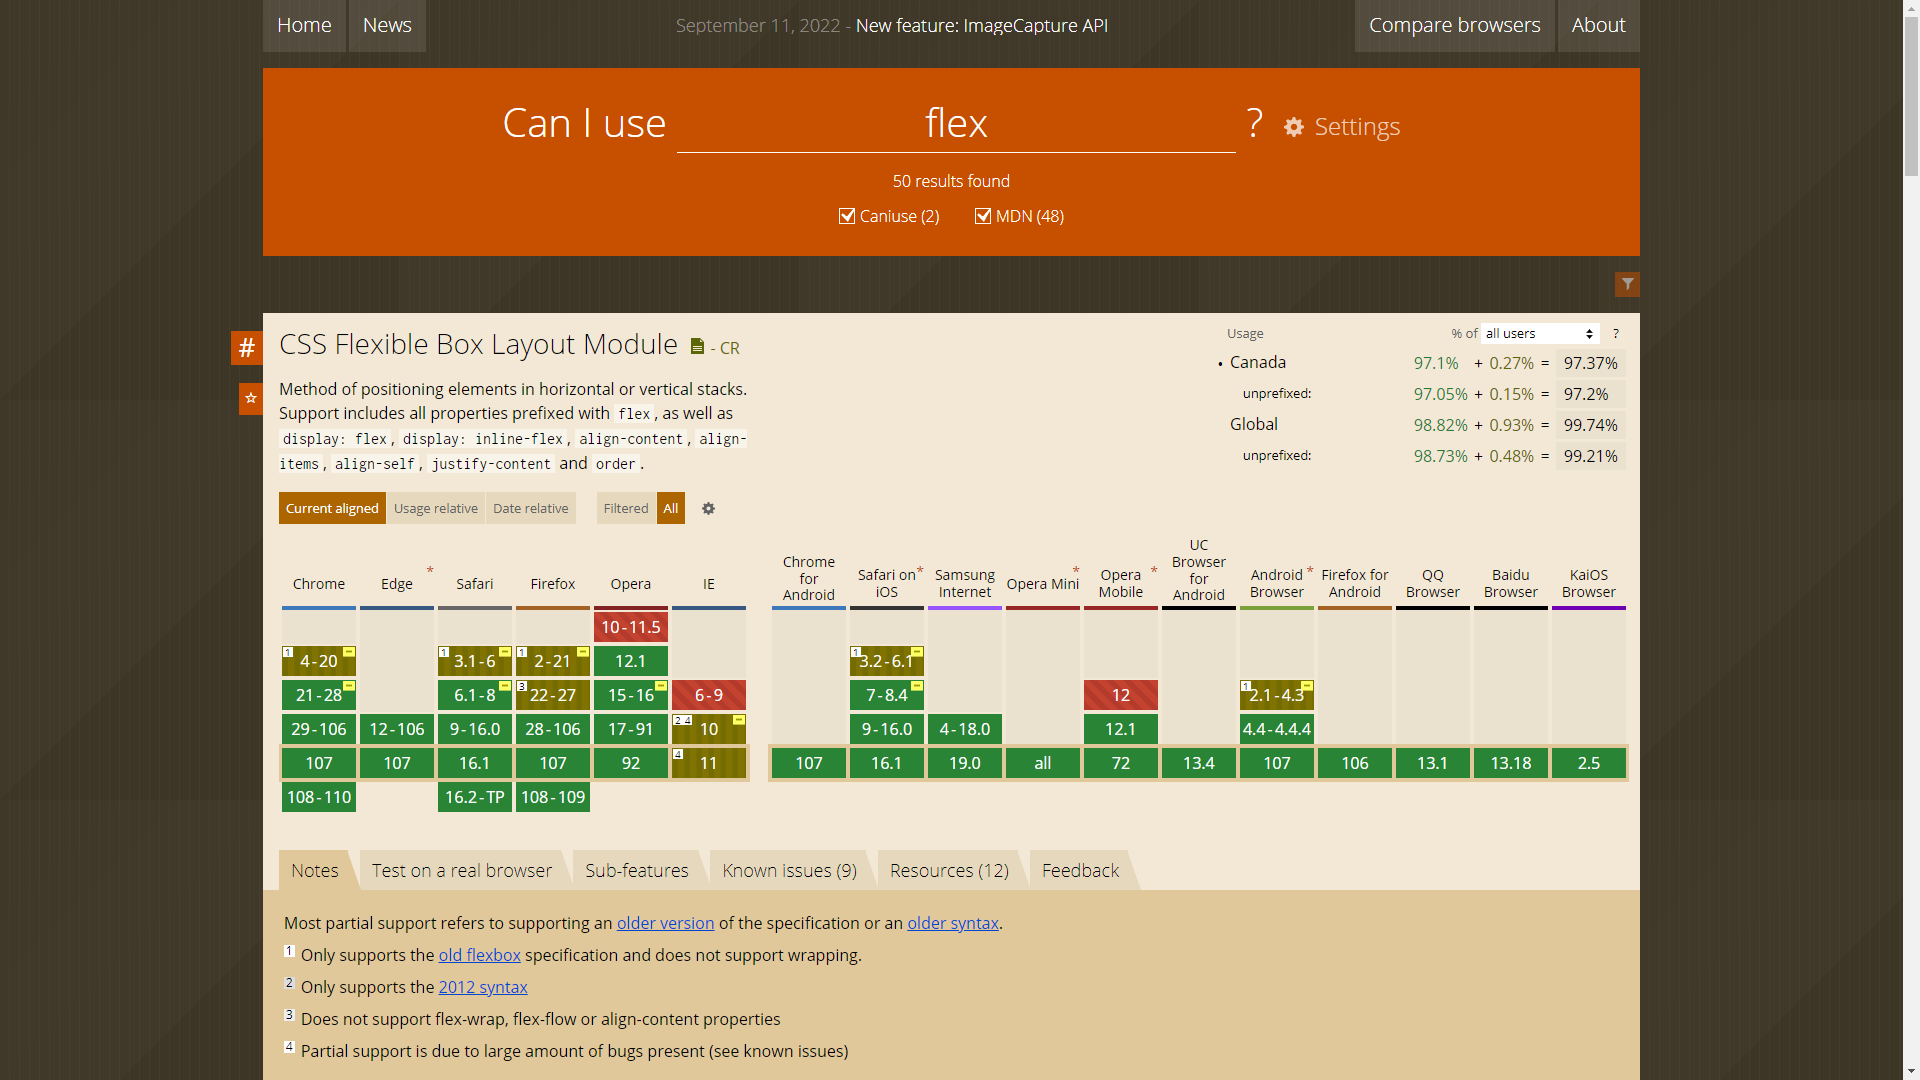 Home
News
September 11, 2022 - New feature: ImageCapture API
Compare browsers
About
Can I use flex ? Settings
50 results found
Caniuse (2) MDN (48)
#
CSS Flexible Box Layout Module - CR
Method of positioning elements in horizontal or vertical stacks.
Support includes all properties prefixed with flex, as well as
display: flex, display: inline-flex, align-content, align-
items, align-self, justify-content and order.
Usage % of all users ?
Canada 97.1% + 0.27% = 97.37%
unprefixed: 97.05% + 0.15% = 97.2%
Global 98.82% + 0.93% = 99.74%
unprefixed: 98.73% + 0.48% = 99.21%
Current aligned Usage relative Date relative Filtered All
Chrome
Edge *
Safari
Firefox
Opera
IE
Chrome
for
Android
Safari on *
iOS
Samsung
Internet
Opera Mini *
Opera *
Mobile
UC
Browser
for
Android
Android *
Browser
Firefox for
Android
QQ
Browser
Baidu
Browser
KaiOS
Browser
10-11.5
1 4-20 1 3.1-6 1 2-21 12.1 1 3.2-6.1
21-28 6.1-8 3 22-27 15-16 6-9 7-8.4 12 1 2.1-4.3
29-106 12-106 9-16.0 28-106 17-91 2 4 10 9-16.0 4-18.0 12.1 4.4-4.4.4
107 107 16.1 107 92 4 11 107 16.1 19.0 all 72 13.4 107 106 13.1 13.18 2.5
108-110 16.2-TP 108-109
Notes Test on a real browser Sub-features Known issues (9) Resources (12) Feedback
Most partial support refers to supporting an older version of the specification or an older syntax.
1 Only supports the old flexbox specification and does not support wrapping.
2 Only supports the 2012 syntax
3 Does not support flex-wrap, flex-flow or align-content properties
4 Partial support is due to large amount of bugs present (see known issues)